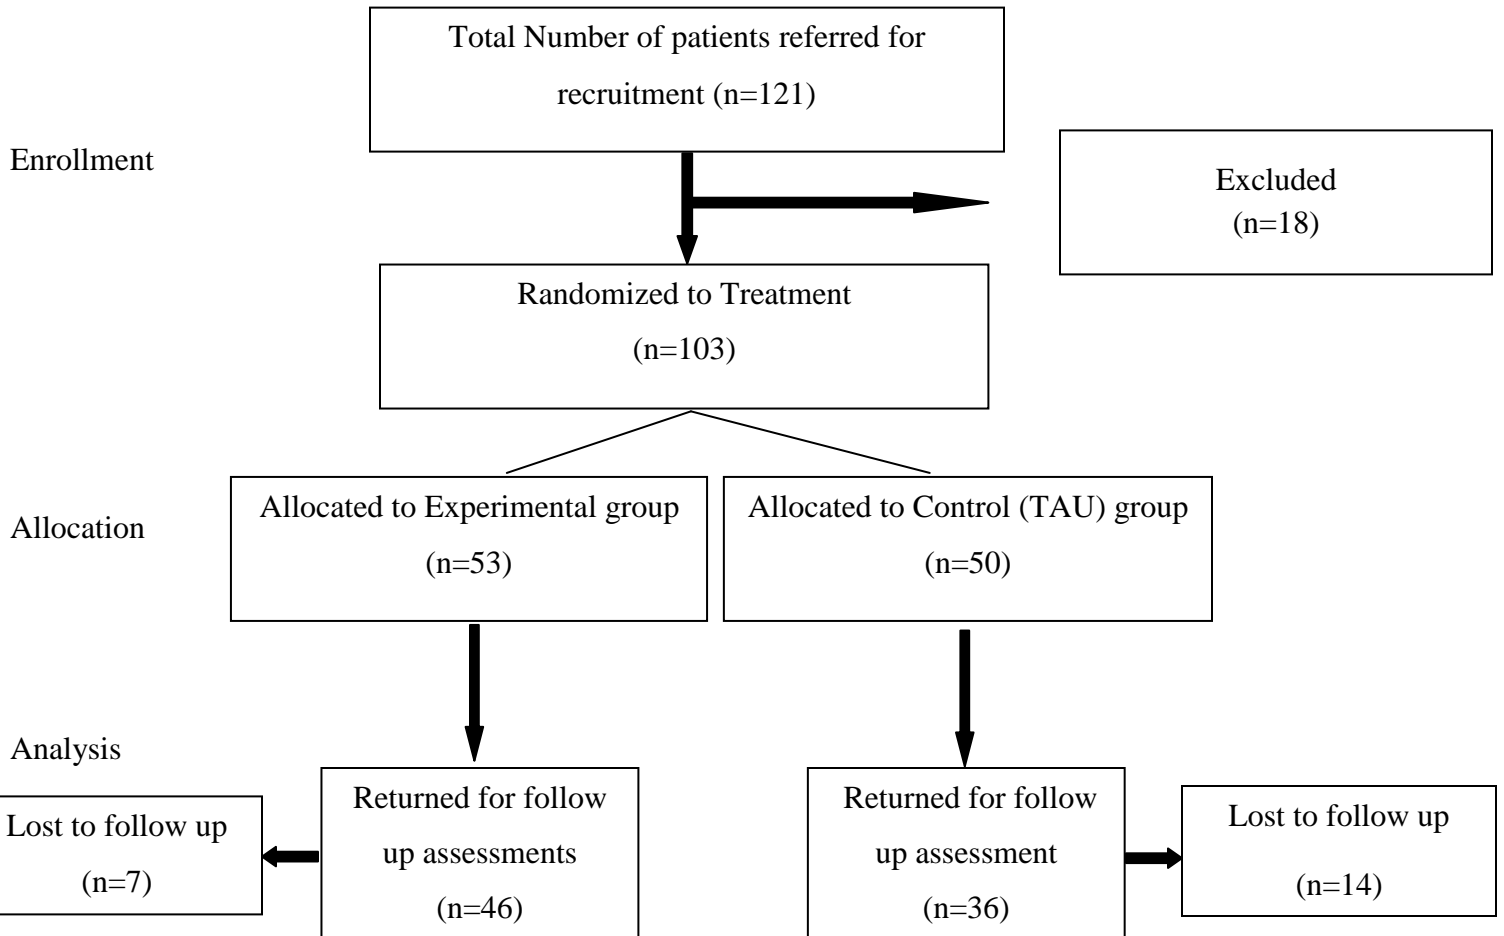 Total Number of patients referred for
recruitment (n=121)
Enrollment
Excluded
(n=18)
Randomized to Treatment
(n=103)
Allocated to Experimental group
(n=53)
Allocated to Control (TAU) group
(n=50)
Allocation
Analysis
Returned for follow
up assessments
(n=46)
Lost to follow up
(n=7)
Returned for follow
up assessment
(n=36)
Lost to follow up
(n=14)